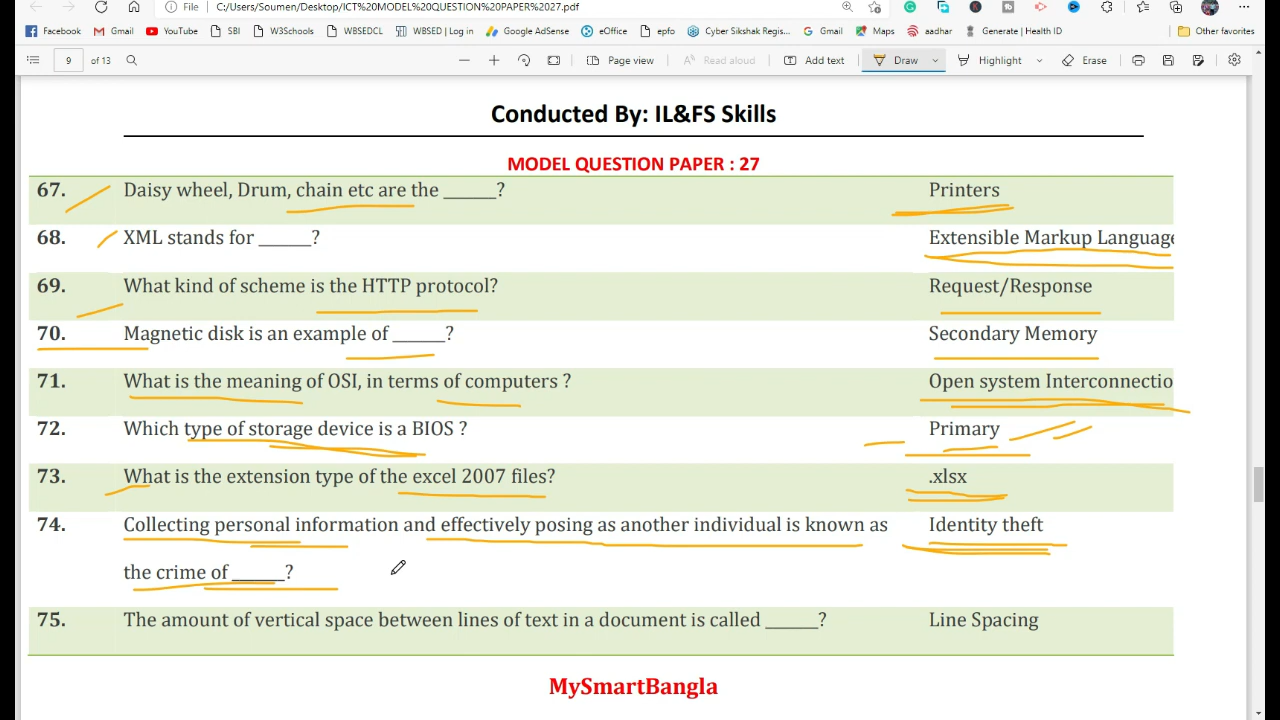 File C:/Users/Soumen/Desktop/ICT%20MODEL%20QUESTION%20PAPER%2027.pdf
Facebook Gmail YouTube SBI W3Schools WBSEDCL WBSED | Log in Google AdSense eOffice epfo Cyber Sikshak Regis... Gmail Maps aadhar Generate | Health ID Other favorites
9 of 13 Page view Read aloud Add text Draw Highlight Erase
Conducted By: IL&FS Skills
MODEL QUESTION PAPER : 27
67. Daisy wheel, Drum, chain etc are the ______? Printers
68. XML stands for ______? Extensible Markup Language
69. What kind of scheme is the HTTP protocol? Request/Response
70. Magnetic disk is an example of ______? Secondary Memory
71. What is the meaning of OSI, in terms of computers ? Open system Interconnectio
72. Which type of storage device is a BIOS ? Primary
73. What is the extension type of the excel 2007 files? .xlsx
74. Collecting personal information and effectively posing as another individual is known as Identity theft
the crime of ______?
75. The amount of vertical space between lines of text in a document is called ______? Line Spacing
MySmartBangla